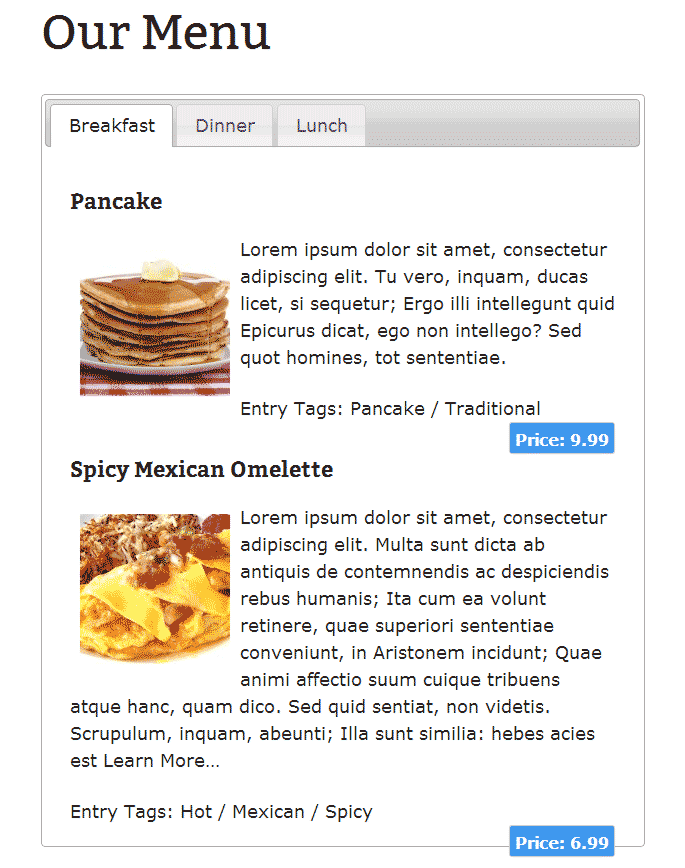 Our Menu
Breakfast Dinner Lunch
Pancake
Lorem ipsum dolor sit amet, consectetur
adipiscing elit. Tu vero, inquam, ducas
licet, si sequetur; Ergo illi intellegunt quid
Epicurus dicat, ego non intellego? Sed
quot homines, tot sententiae.
Entry Tags: Pancake / Traditional
Price: 9.99
Spicy Mexican Omelette
Lorem ipsum dolor sit amet, consectetur
adipiscing elit. Multa sunt dicta ab
antiquis de contemnendis ac despiciendis
rebus humanis; Ita cum ea volunt
retinere, quae superiori sententiae
conveniunt, in Aristonem incidunt; Quae
animi affectio suum cuique tribuens
atque hanc, quam dico. Sed quid sentiat, non videtis.
Scrupulum, inquam, abeunti; Illa sunt similia: hebes acies
est Learn More...
Entry Tags: Hot / Mexican / Spicy
Price: 6.99